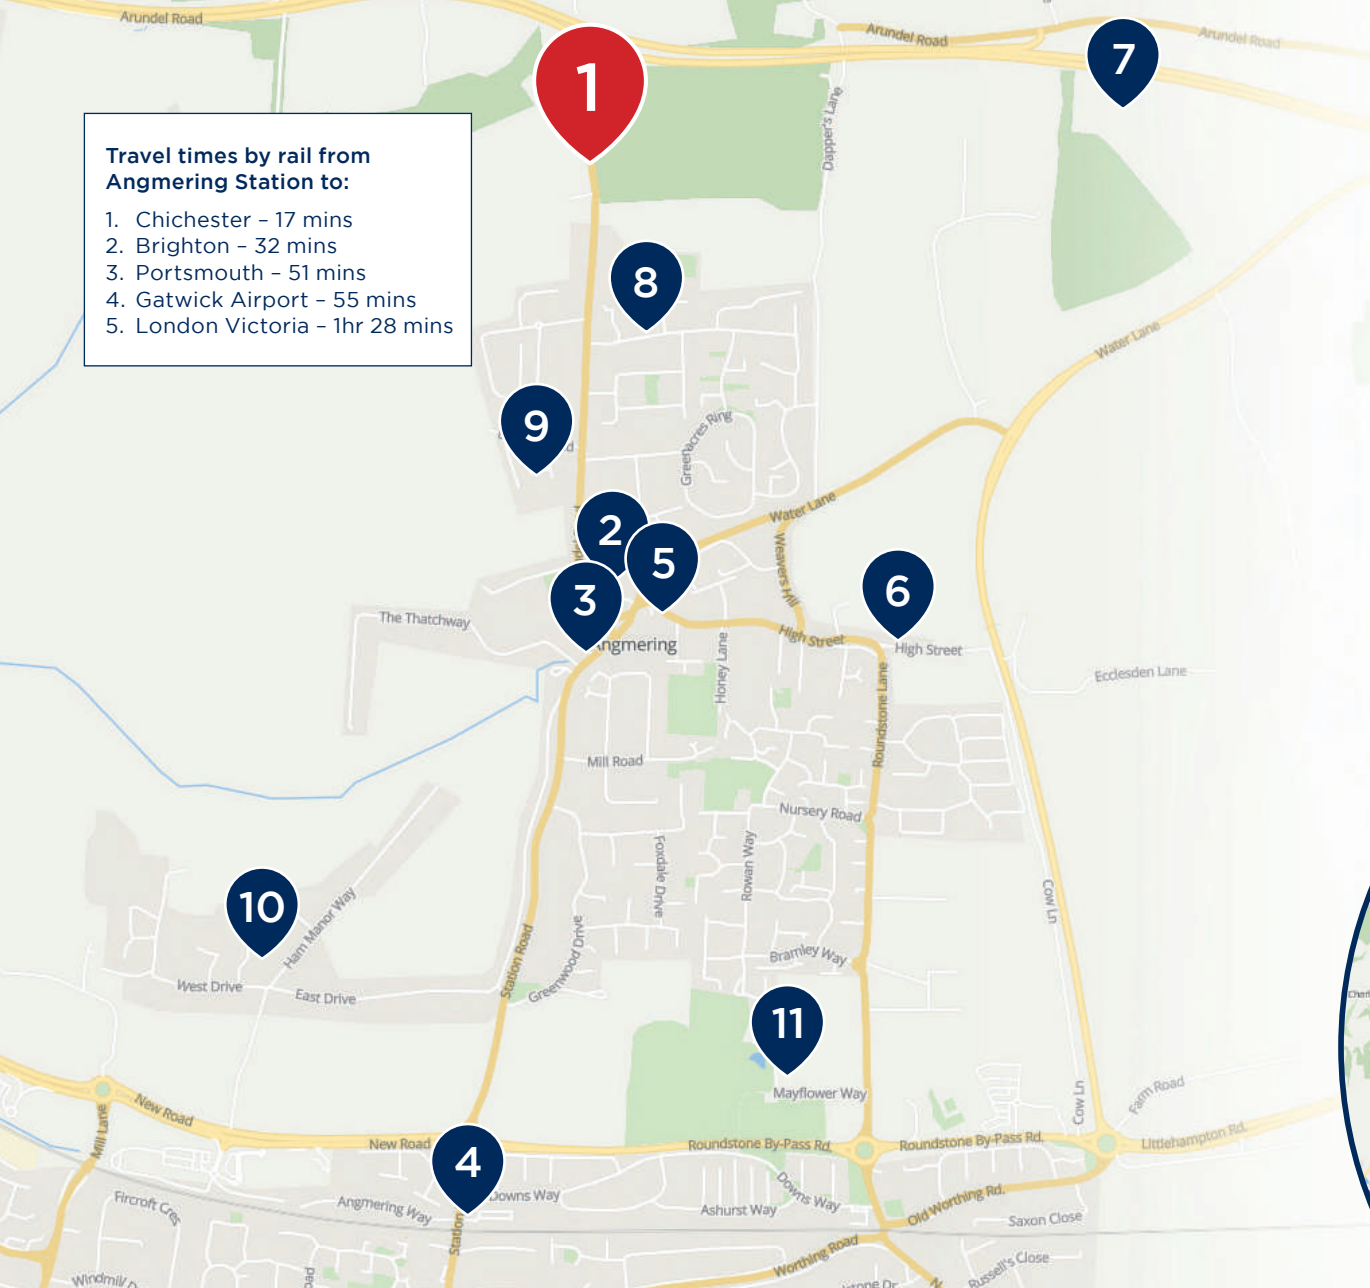 Arundel Road
Arundel Road
Arundel Road
1
7
Dapper's Lane
Travel times by rail from
Angmering Station to:
1. Chichester – 17 mins
2. Brighton – 32 mins
3. Portsmouth – 51 mins
4. Gatwick Airport – 55 mins
5. London Victoria – 1hr 28 mins
8
Water Lane
9
Greenacres Ring
Water Lane
2
5
Weavers Hill
3
6
The Thatchway
High Street
High Street
Angmering
Honey Lane
Ecclesden Lane
Roundstone Lane
Mill Road
Nursery Road
Foxdale Drive
Rowan Way
10
Ham Manor Way
Cow Ln
Station Road
Greenwood Drive
Bramley Way
West Drive
East Drive
11
Mayflower Way
New Road
Mill Lane
Cow Ln
Farm Road
New Road
Roundstone By-Pass Rd.
Roundstone By-Pass Rd.
Littlehampton Rd.
4
Fircroft Cres
Angmering Way
Downs Way
Downs Way
Ashurst Way
Old Worthing Rd.
Saxon Close
Station
Worthing Road
Russell's Close
Windmill